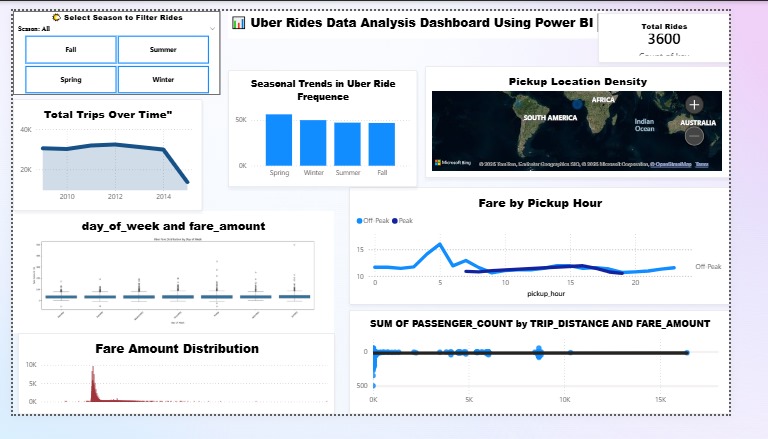 Select Season to Filter Rides
Season: All
Fall
Summer
Spring
Winter
📊 Uber Rides Data Analysis Dashboard Using Power BI
Total Rides
3600
Count of key
Total Trips Over Time"
40K
20K
2010
2012
2014
Seasonal Trends in Uber Ride
Frequence
50K
0K
Spring
Winter
Summer
Fall
Pickup Location Density
AFRICA
SOUTH AMERICA
Indian
Ocean
AUSTRALIA
Microsoft Bing
© 2025 TomTom, Earthstar Geographics SIO, © 2025 Microsoft Corporation, © OpenStreetMap Terms
day_of_week and fare_amount
Fare by Pickup Hour
Off-Peak
Peak
15
10
Off-Peak
0
5
10
15
20
pickup_hour
Fare Amount Distribution
10K
5K
0K
SUM OF PASSENGER_COUNT by TRIP_DISTANCE AND FARE_AMOUNT
0
500
0K
5K
10K
15K